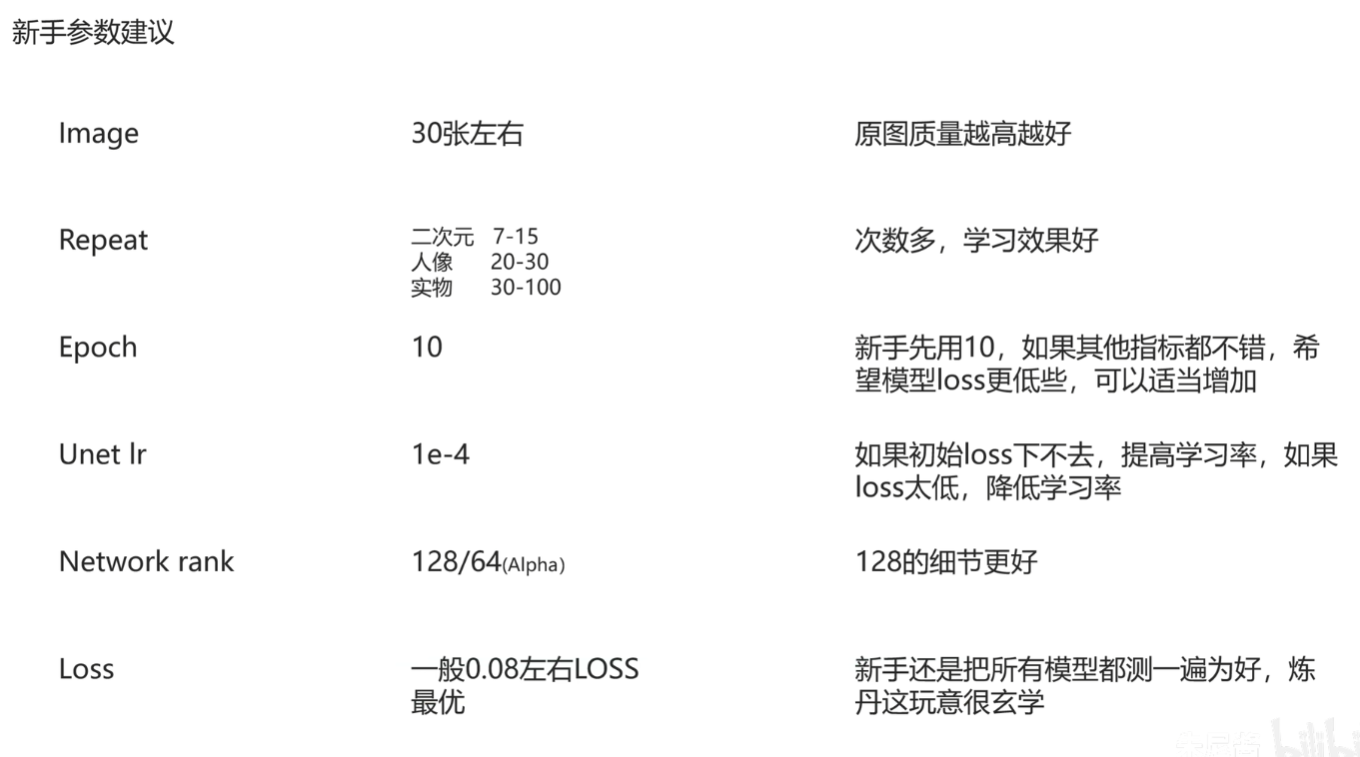 新手参数建议
Image
30张左右
原图质量越高越好
Repeat
二次元 7-15
人像 20-30
实物 30-100
次数多，学习效果好
Epoch
10
新手先用10，如果其他指标都不错，希
望模型loss更低些，可以适当增加
Unet lr
1e-4
如果初始loss下不去，提高学习率，如果
loss太低，降低学习率
Network rank
128/64(Alpha)
128的细节更好
Loss
一般0.08左右LOSS
最优
新手还是把所有模型都测一遍为好，炼
丹这玩意很玄学